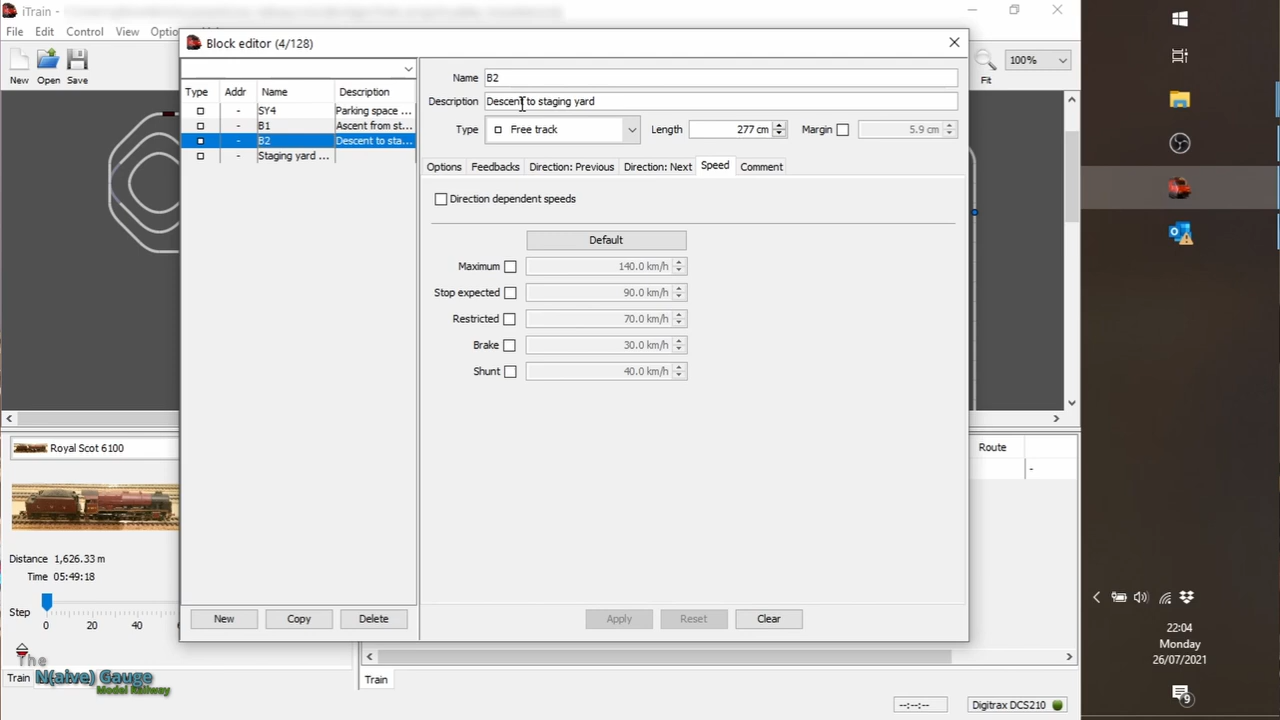 iTrain -
File Edit Control View Optio
New Open Save
100%
Fit
Block editor (4/128)
Type Addr Name Description
- SY4 Parking space ...
- B1 Ascent from st...
- B2 Descent to sta...
- Staging yard ...
Name B2
Description Descent to staging yard
Type Free track Length 277 cm Margin 5.9 cm
Options Feedbacks Direction: Previous Direction: Next Speed Comment
Direction dependent speeds
Default
Maximum 140.0 km/h
Stop expected 90.0 km/h
Restricted 70.0 km/h
Brake 30.0 km/h
Shunt 40.0 km/h
New Copy Delete
Apply Reset Clear
Royal Scot 6100
Route
-
Distance 1,626.33 m
Time 05:49:18
Step
0 20 40 6
Train
Train
The
N(aive) Gauge
Model Railway
--:--:--
Digitrax DCS210
22:04
Monday
26/07/2021
9